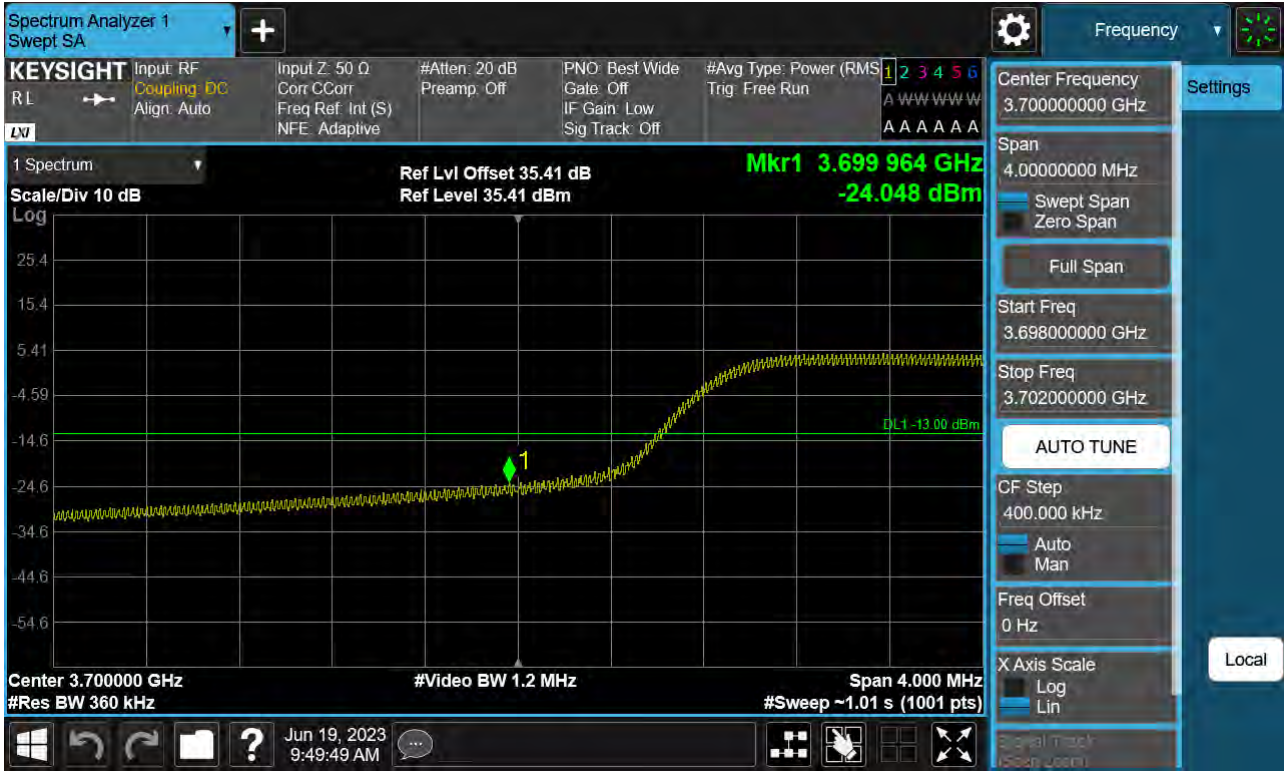 Spectrum Analyzer 1
Swept SA
Frequency
KEYSIGHT
RL
LXI
Input: RF
Coupling: DC
Align: Auto
Input Z: 50 Ω
Corr CCorr
Freq Ref: Int (S)
NFE: Adaptive
#Atten: 20 dB
Preamp: Off
PNO: Best Wide
Gate: Off
IF Gain: Low
Sig Track: Off
#Avg Type: Power (RMS
Trig: Free Run
1 2 3 4 5 6
A W W W W W
A A A A A A
Center Frequency
3.700000000 GHz
Settings
Span
4.00000000 MHz
Swept Span
Zero Span
Full Span
Start Freq
3.698000000 GHz
Stop Freq
3.702000000 GHz
AUTO TUNE
CF Step
400.000 kHz
Auto
Man
Freq Offset
0 Hz
X Axis Scale
Log
Lin
Signal Track
(Span Zoom)
Local
1 Spectrum
Scale/Div 10 dB
Log
Ref Lvl Offset 35.41 dB
Ref Level 35.41 dBm
Mkr1 3.699 964 GHz
-24.048 dBm
25.4
15.4
5.41
-4.59
DL1 -13.00 dBm
-14.6
1
-24.6
-34.6
-44.6
-54.6
Center 3.700000 GHz
#Res BW 360 kHz
#Video BW 1.2 MHz
Span 4.000 MHz
#Sweep ~1.01 s (1001 pts)
?
Jun 19, 2023
9:49:49 AM